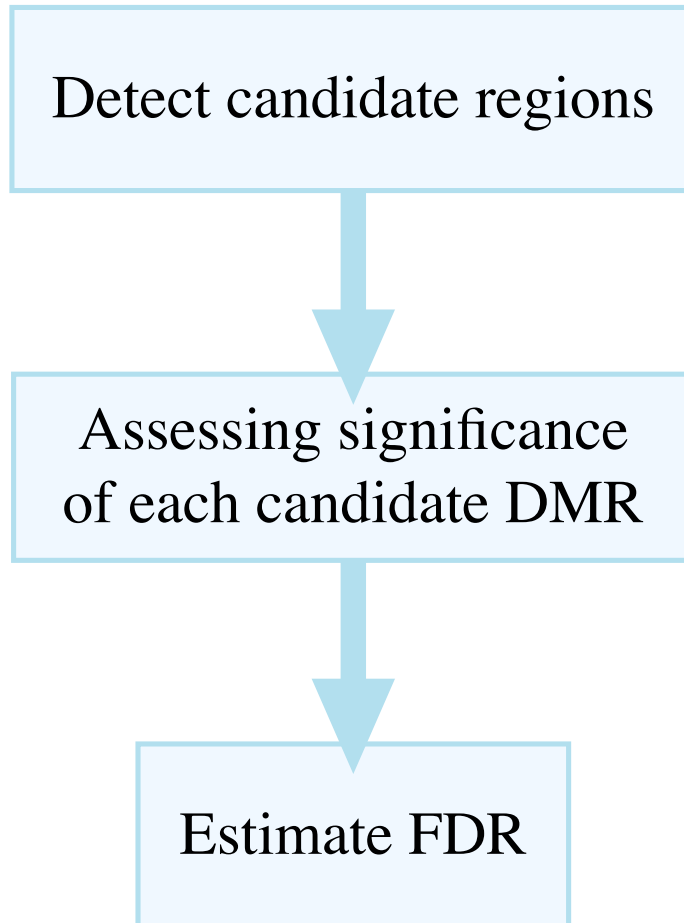 Detect candidate regions
Assessing significance
of each candidate DMR
Estimate FDR